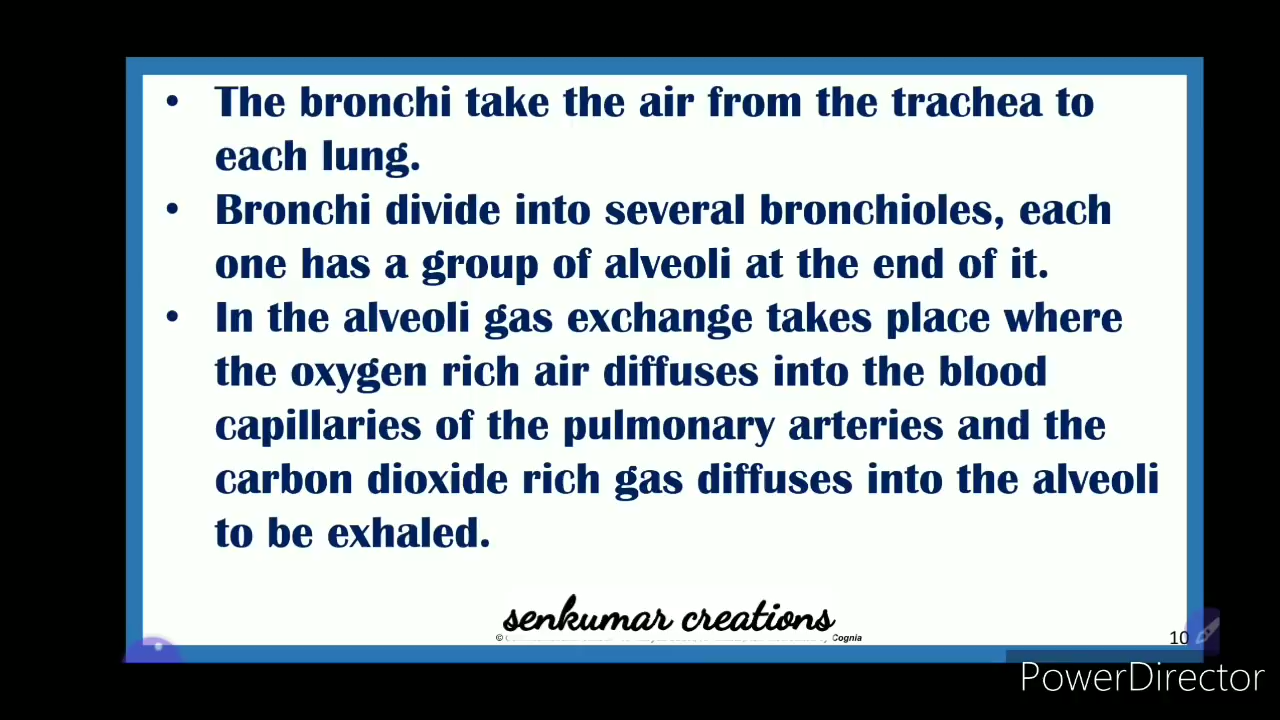 • The bronchi take the air from the trachea to
each lung.
• Bronchi divide into several bronchioles, each
one has a group of alveoli at the end of it.
• In the alveoli gas exchange takes place where
the oxygen rich air diffuses into the blood
capillaries of the pulmonary arteries and the
carbon dioxide rich gas diffuses into the alveoli
to be exhaled.
senkumar creations
© Cognia
10
PowerDirector